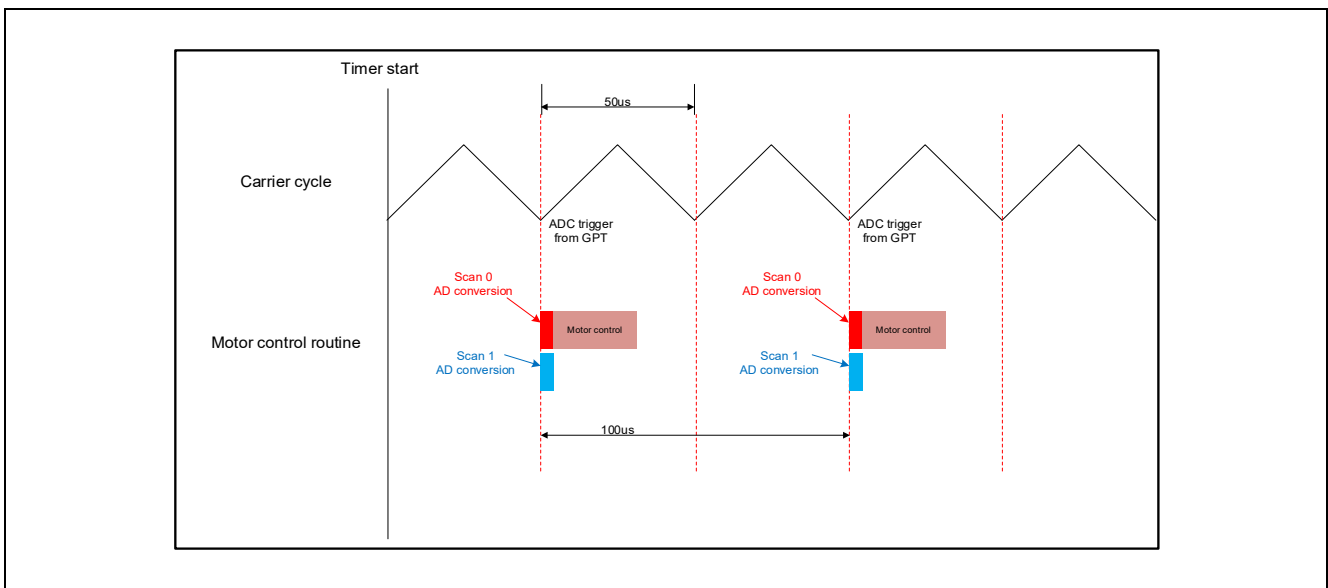 Timer start
50us
Carrier cycle
ADC trigger
from GPT
ADC trigger
from GPT
Scan 0
AD conversion
Scan 0
AD conversion
Motor control routine
Motor control
Motor control
Scan 1
AD conversion
Scan 1
AD conversion
100us